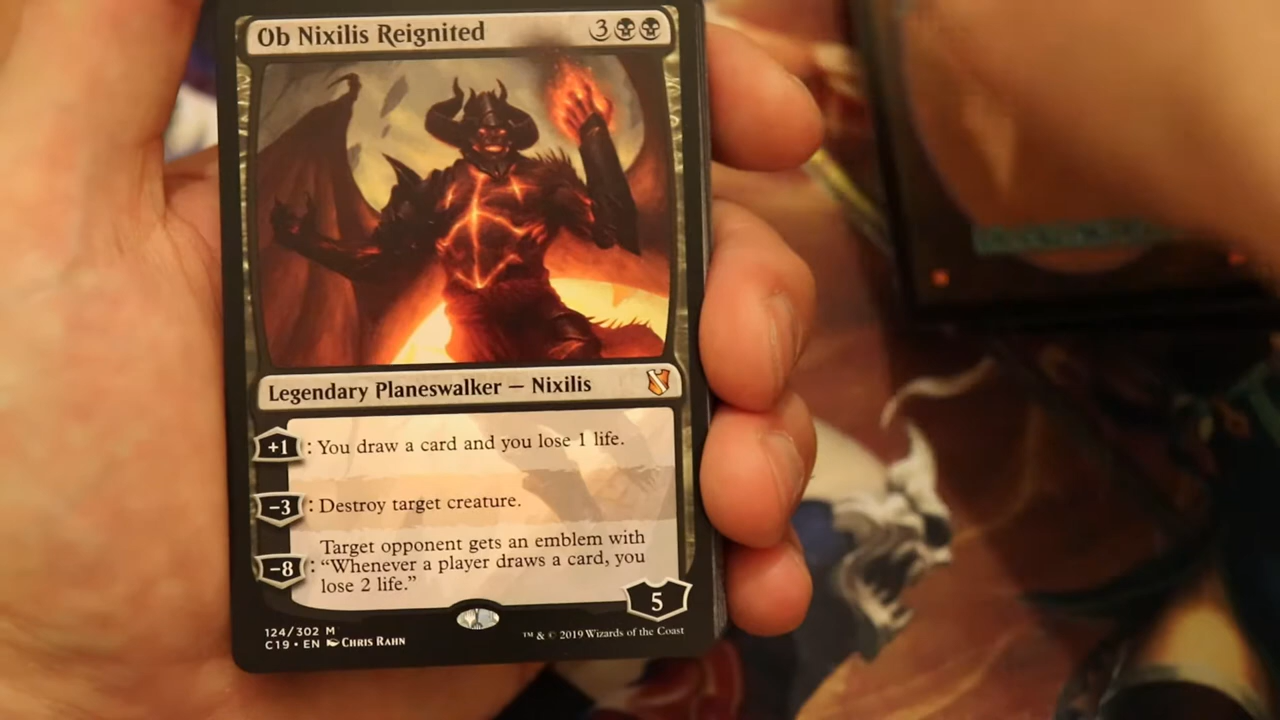 Ob Nixilis Reignited 3
Legendary Planeswalker — Nixilis
+1 : You draw a card and you lose 1 life.
−3 : Destroy target creature.
Target opponent gets an emblem with
−8 : “Whenever a player draws a card, you
lose 2 life.”
5
124/302 M
C19 • EN Chris Rahn
™ & © 2019 Wizards of the Coast